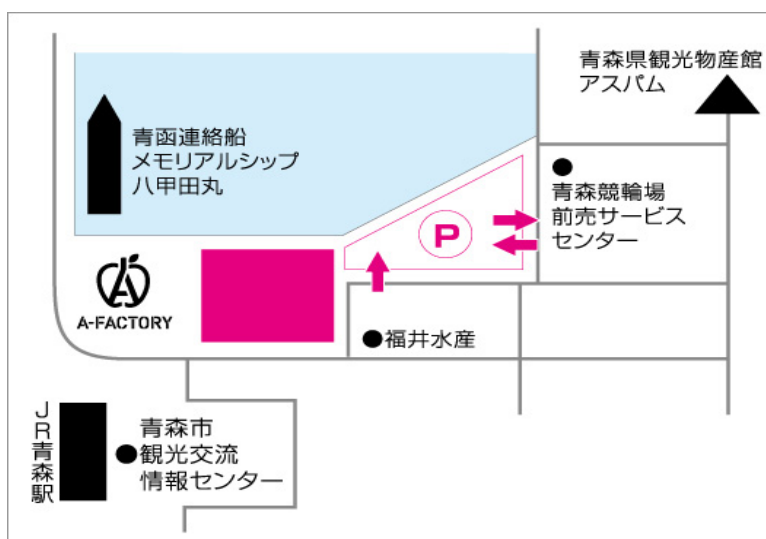 青森県観光物産館
アスパム
青函連絡船
メモリアルシップ
八甲田丸
青森競輪場
前売サービス
センター
P
A-FACTORY
福井水産
JR青森駅
青森市
観光交流
情報センター